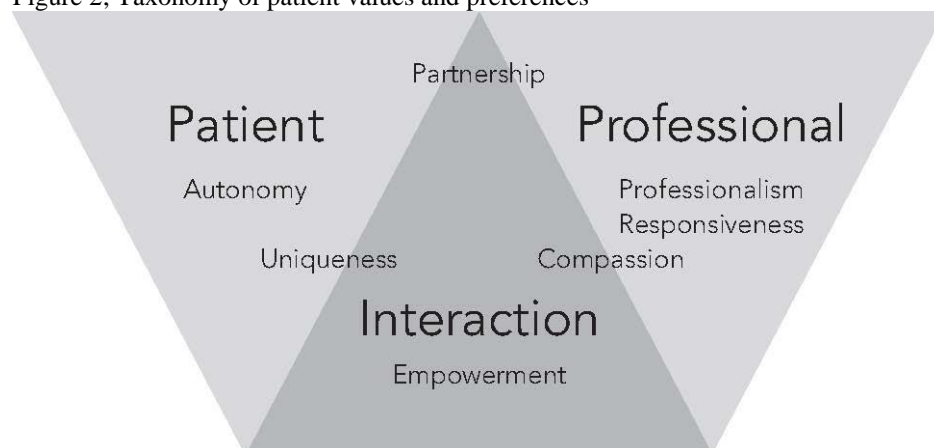 Figure 2; Taxonomy of patient values and preferences
Partnership
Patient
Professional
Autonomy
Professionalism
Responsiveness
Uniqueness
Compassion
Interaction
Empowerment